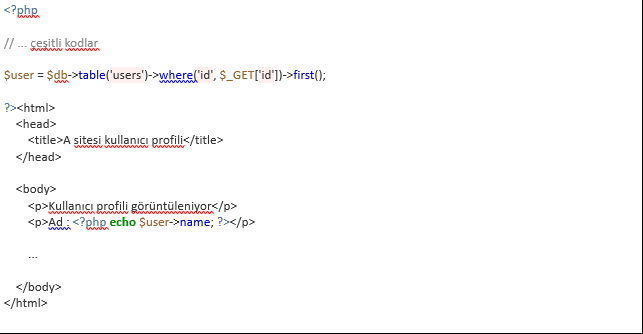 <?php
// ... çeşitli kodlar
$user = $db->table('users')->where('id', $_GET['id'])->first();
?><html>
<head>
<title>A sitesi kullanıcı profili</title>
</head>
<body>
<p>Kullanıcı profili görüntüleniyor</p>
<p>Ad : <?php echo $user->name; ?></p>
...
</body>
</html>